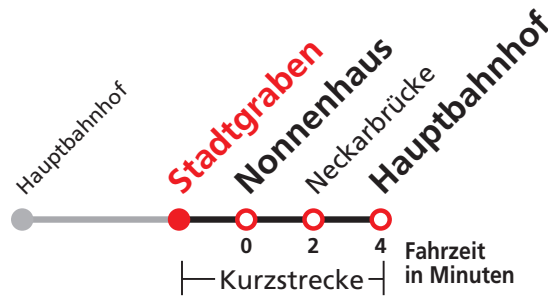 Hauptbahnhof
Stadtgraben
Nonnenhaus
Neckarbrücke
Hauptbahnhof
0 2 4 Fahrzeit
in Minuten
Kurzstrecke